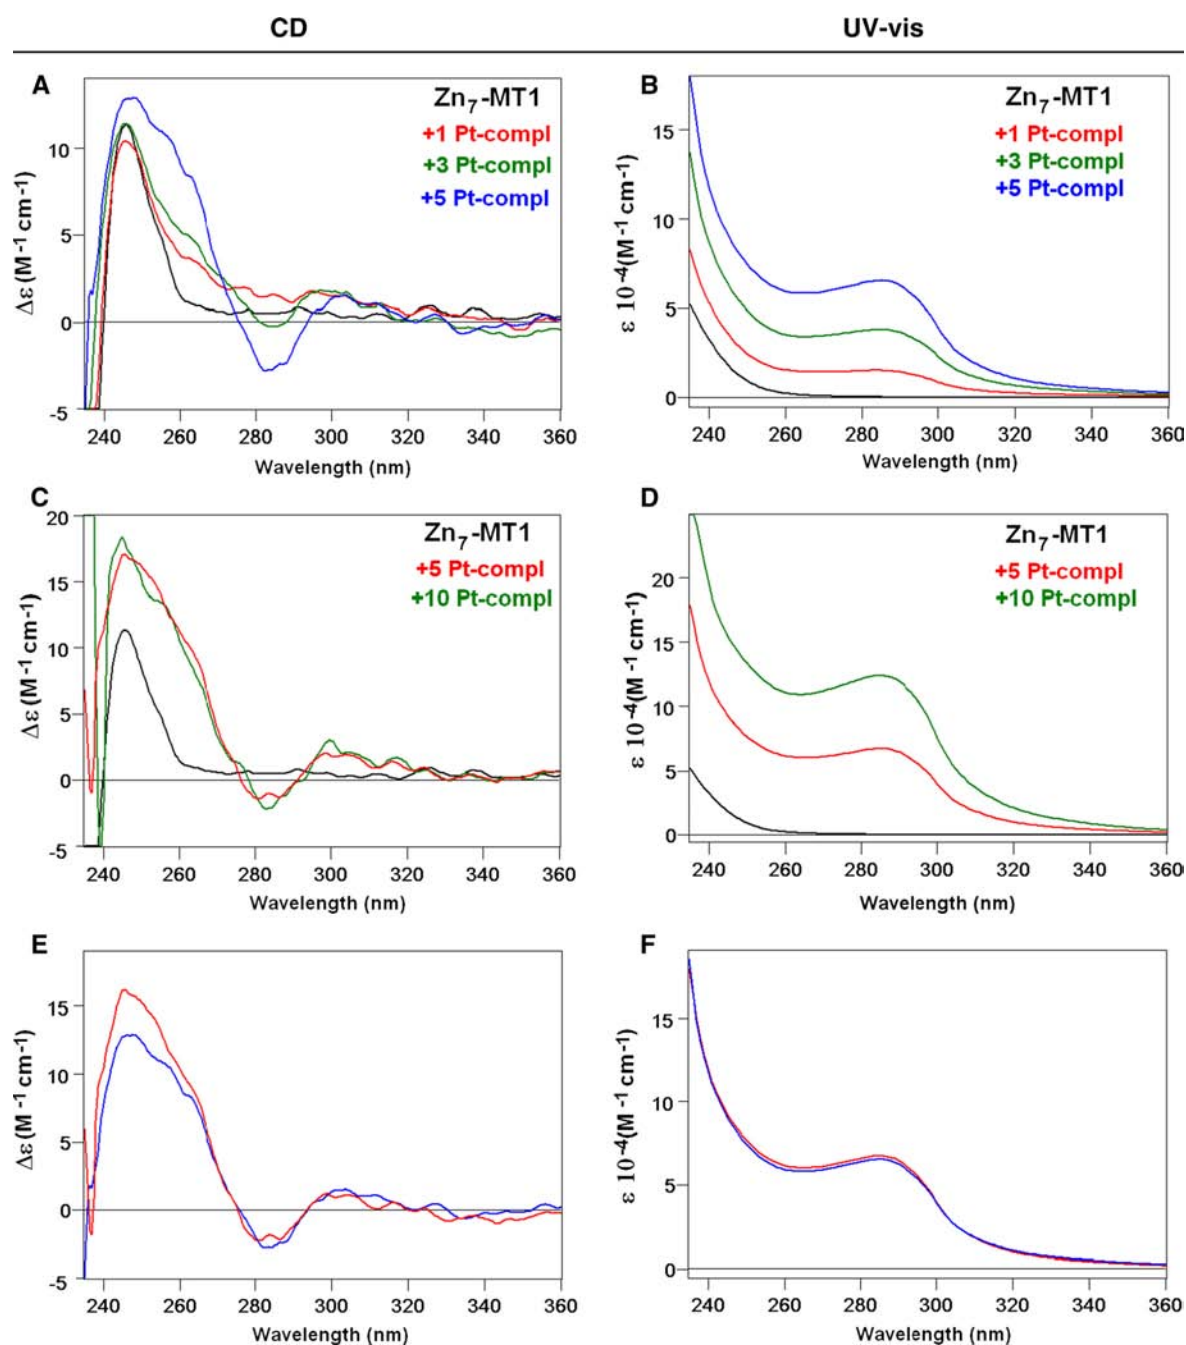 CD UV-vis
A
Zn7-MT1
+1 Pt-compl
+3 Pt-compl
+5 Pt-compl
Δε (M-1 cm-1)
10
5
0
-5
240 260 280 300 320 340 360
Wavelength (nm)
B
Zn7-MT1
+1 Pt-compl
+3 Pt-compl
+5 Pt-compl
ε 10-4(M-1 cm-1)
15
10
5
0
240 260 280 300 320 340 360
Wavelength (nm)
C
Zn7-MT1
+5 Pt-compl
+10 Pt-compl
Δε (M-1 cm-1)
20
15
10
5
0
-5
240 260 280 300 320 340 360
Wavelength (nm)
D
Zn7-MT1
+5 Pt-compl
+10 Pt-compl
ε 10-4(M-1 cm-1)
20
15
10
5
0
240 260 280 300 320 340 360
Wavelength (nm)
E
Δε (M-1 cm-1)
15
10
5
0
-5
240 260 280 300 320 340 360
Wavelength (nm)
F
ε 10-4(M-1 cm-1)
15
10
5
0
240 260 280 300 320 340 360
Wavelength (nm)